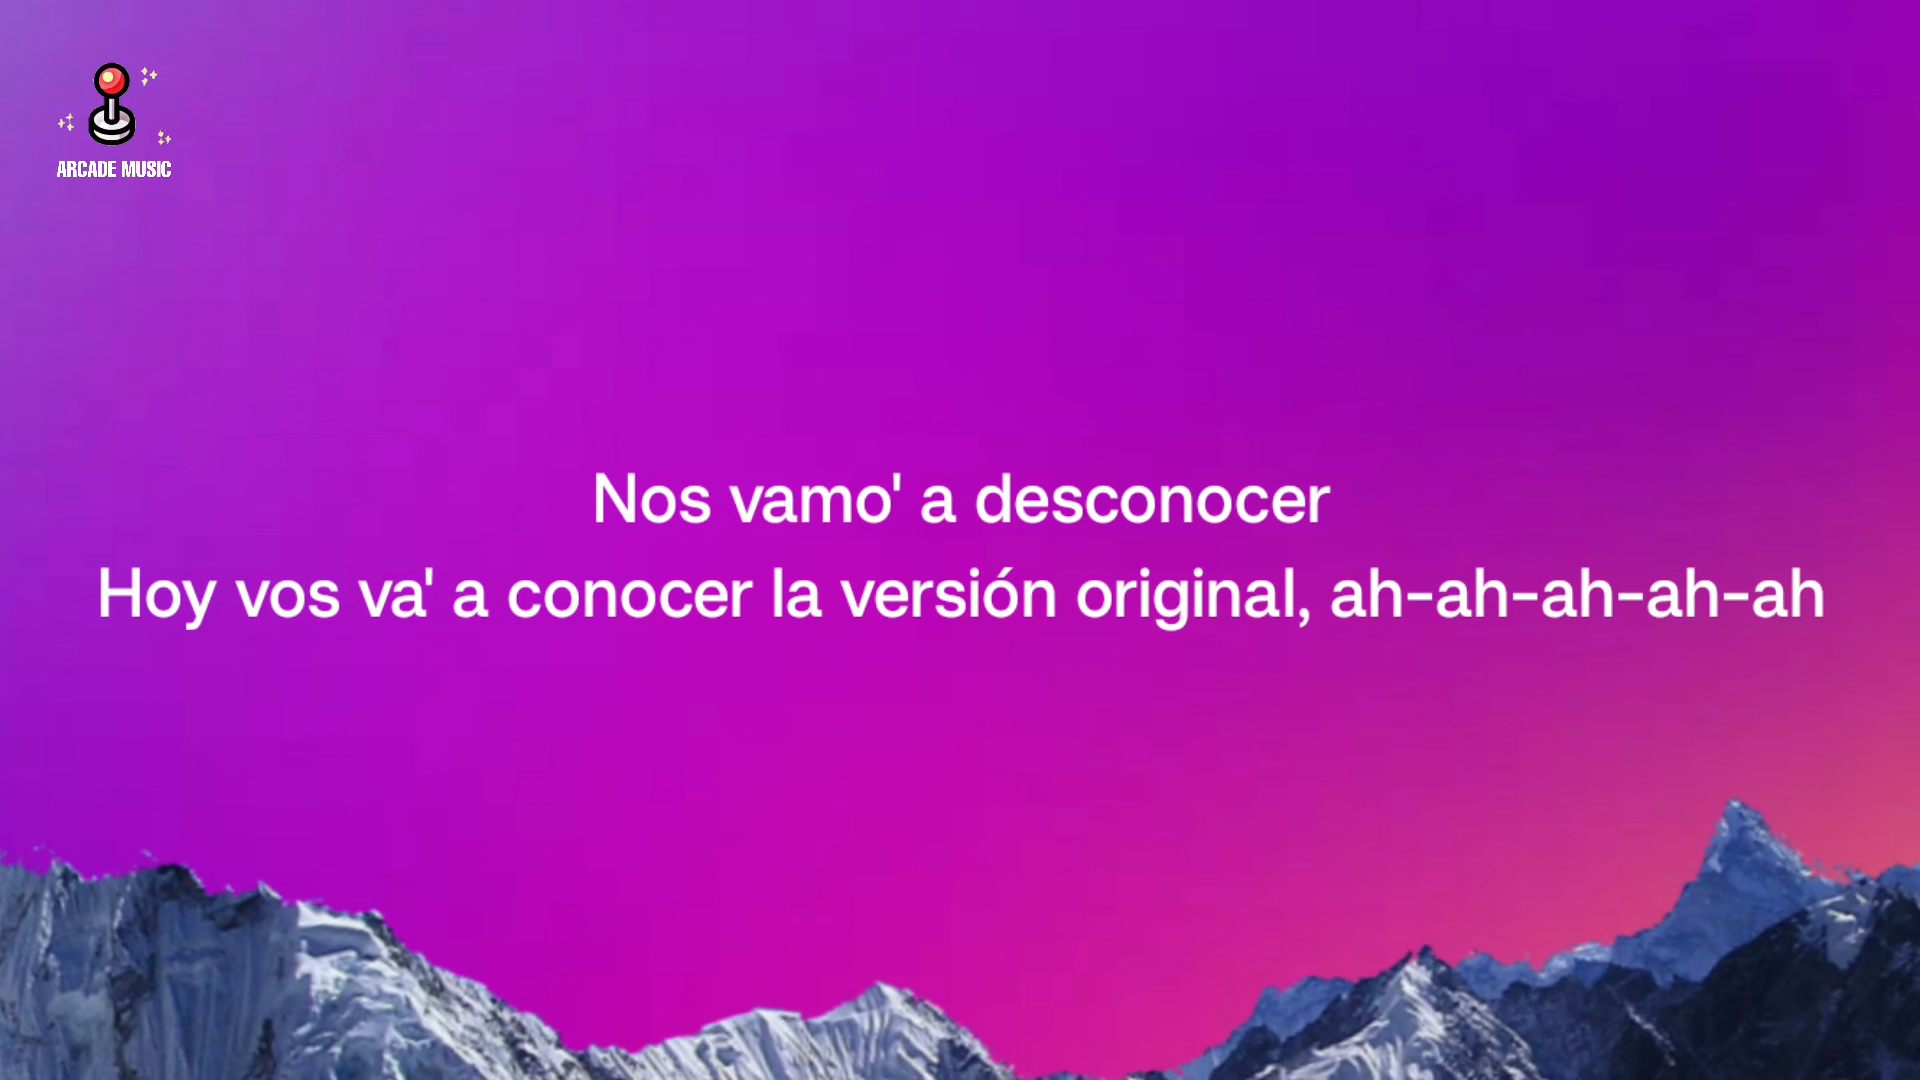 ARCADE MUSIC
Nos vamo' a desconocer
Hoy vos va' a conocer la versión original, ah-ah-ah-ah-ah